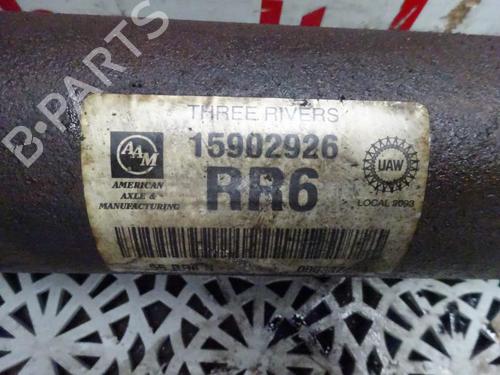 B-PARTS
THREE RIVERS
15902926
AAM
RR6
UAW
AMERICAN
AXLE &
MANUFACTURING
LOCAL 2093